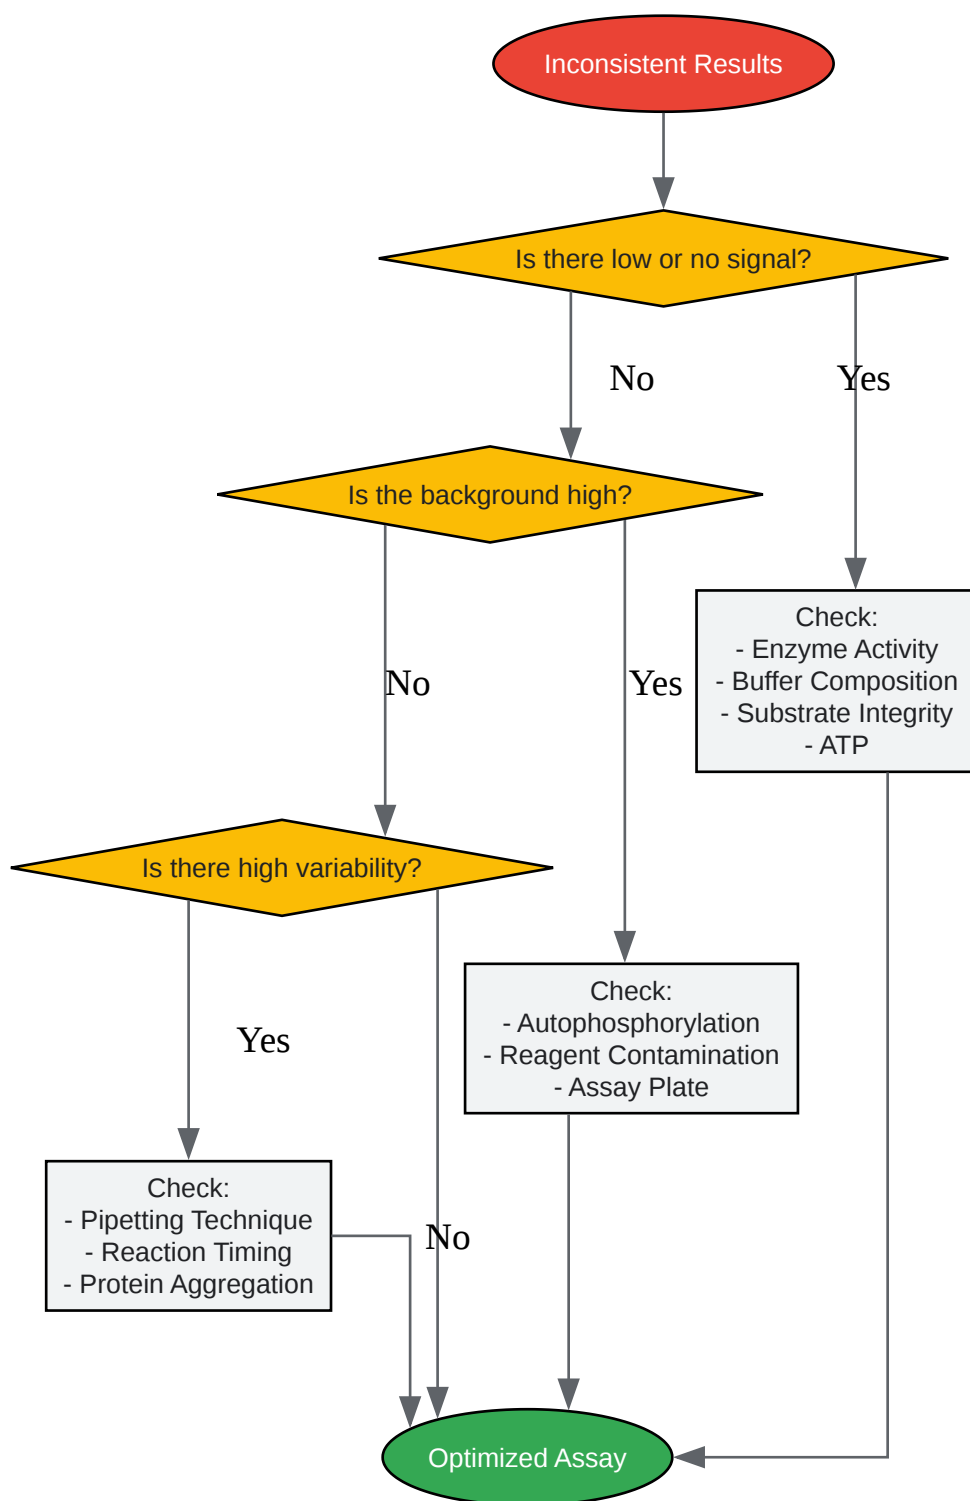 Inconsistent Results
Is there low or no signal?
No
Yes
Is the background high?
Check:
- Enzyme Activity
- Buffer Composition
- Substrate Integrity
- ATP
No
Yes
Is there high variability?
Check:
- Autophosphorylation
- Reagent Contamination
- Assay Plate
Yes
Check:
- Pipetting Technique
- Reaction Timing
- Protein Aggregation
No
Optimized Assay